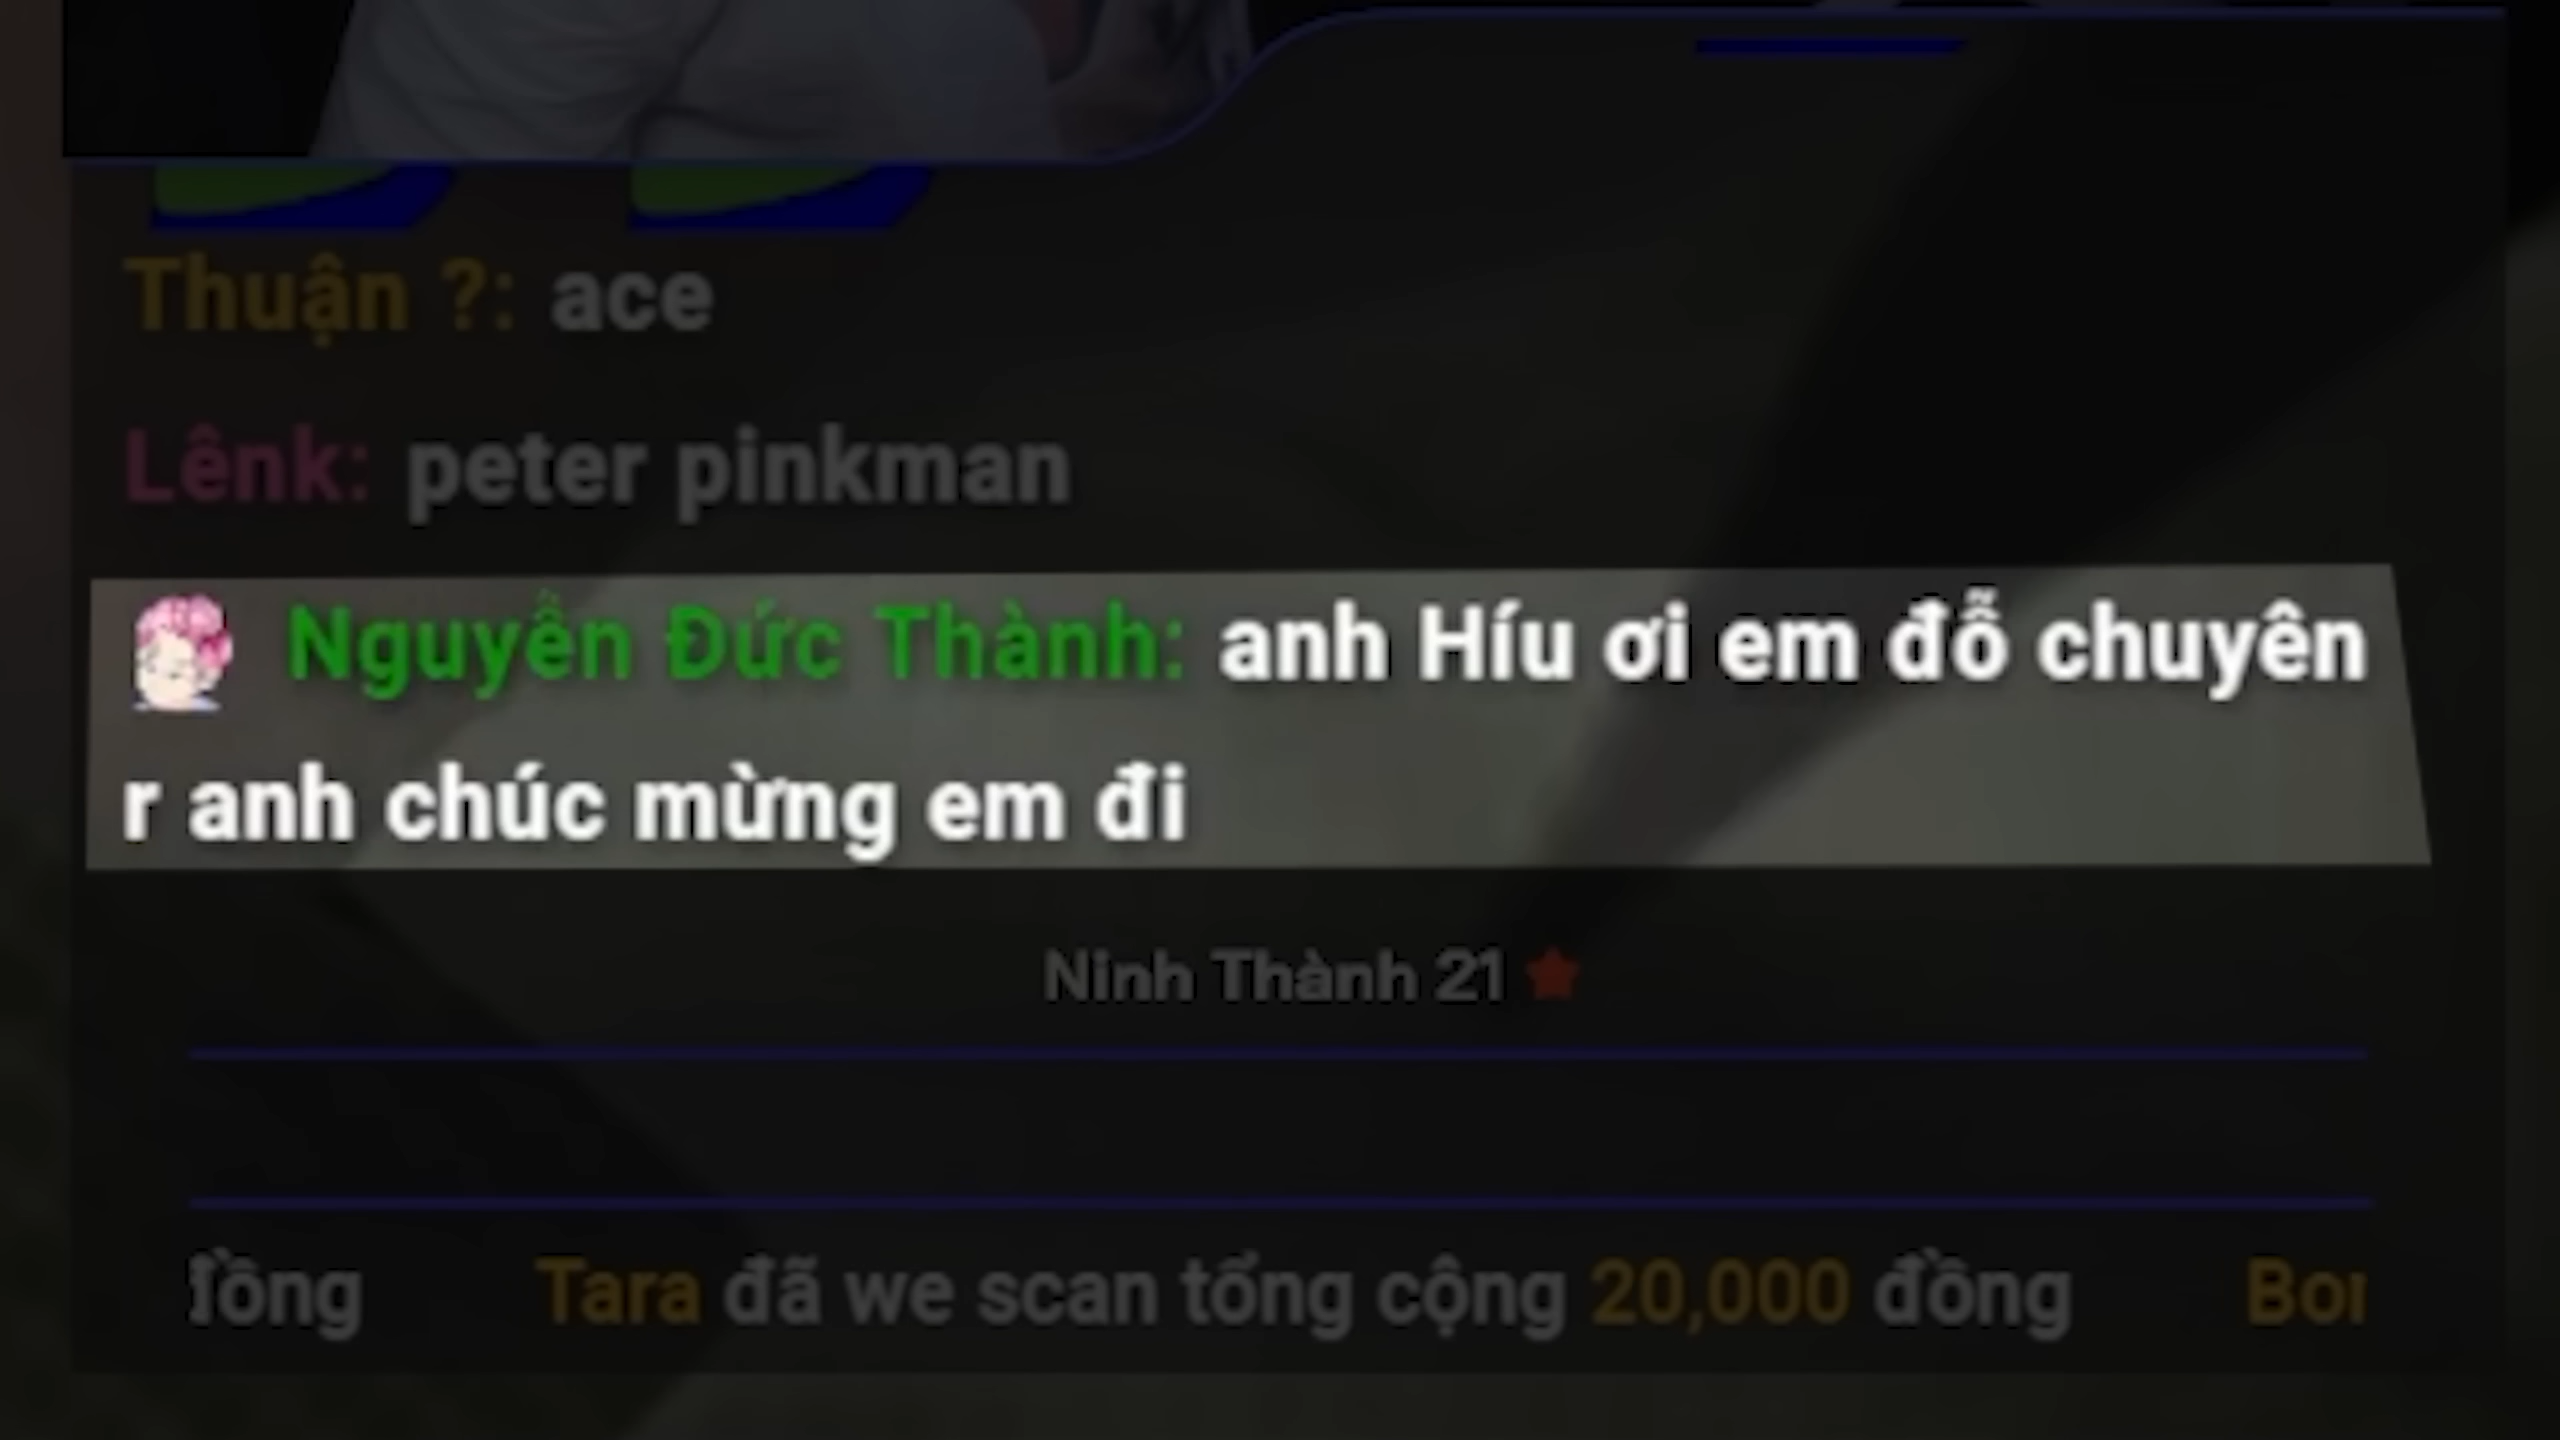 Thuận ?: ace
Lênk: peter pinkman
Nguyễn Đức Thành: anh Híu ơi em đỗ chuyên
r anh chúc mừng em đi
Ninh Thành 21
đồng Tara đã we scan tổng cộng 20,000 đồng